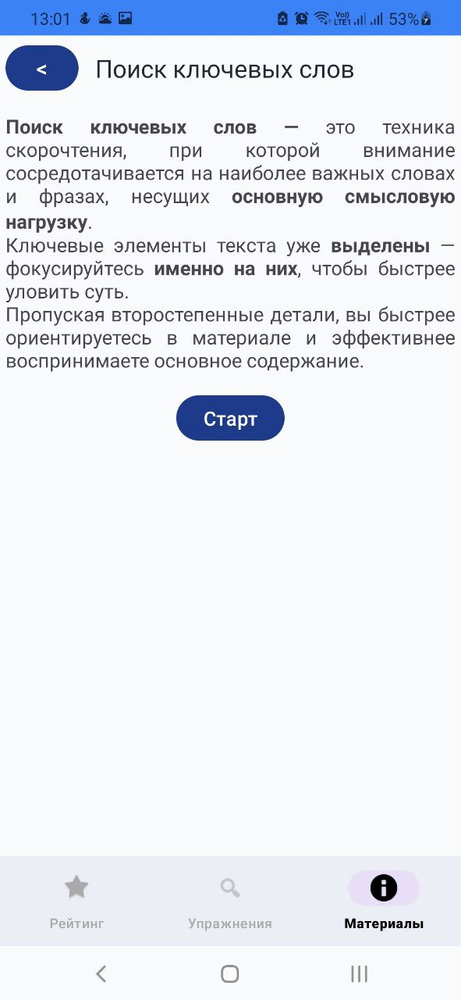 13:01 Vo)) LTE1 53%
< Поиск ключевых слов
Поиск ключевых слов — это техника
скорочтения, при которой внимание
сосредотачивается на наиболее важных словах
и фразах, несущих основную смысловую
нагрузку.
Ключевые элементы текста уже выделены —
фокусируйтесь именно на них, чтобы быстрее
уловить суть.
Пропуская второстепенные детали, вы быстрее
ориентируетесь в материале и эффективнее
воспринимаете основное содержание.
Старт
Рейтинг Упражнения Материалы